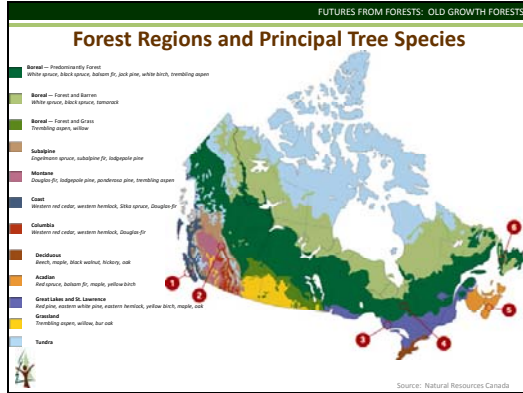 FUTURES FROM FORESTS: OLD GROWTH FORESTS
Forest Regions and Principal Tree Species
Boreal — Predominantly Forest
White spruce, black spruce, balsam fir, jack pine, white birch, trembling aspen
Boreal — Forest and Barren
White spruce, black spruce, tamarack
Boreal — Forest and Grass
Trembling aspen, willow
Subalpine
Engelmann spruce, subalpine fir, lodgepole pine
Montane
Douglas-fir, lodgepole pine, ponderosa pine, trembling aspen
Coast
Western red cedar, western hemlock, Sitka spruce, Douglas-fir
Columbia
Western red cedar, western hemlock, Douglas-fir
Deciduous
Beech, maple, black walnut, hickory, oak
Acadian
Red spruce, balsam fir, maple, yellow birch
Great Lakes and St. Lawrence
Red pine, eastern white pine, eastern hemlock, yellow birch, maple, oak
Grassland
Trembling aspen, willow, bur oak
Tundra
1
2
3
4
5
6
Source: Natural Resources Canada